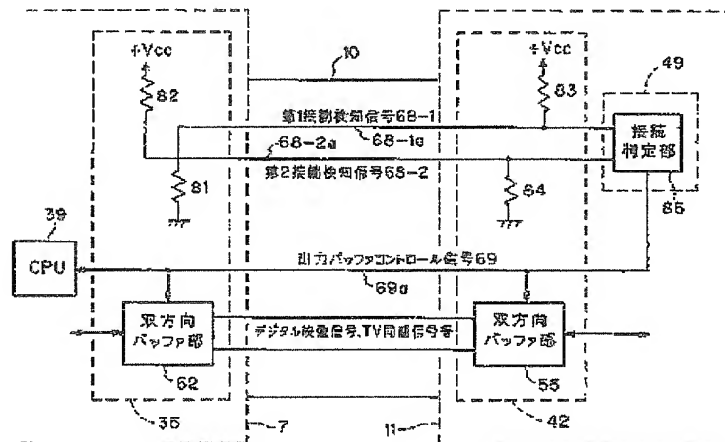 +Vcc
82
10
+Vcc
83
49
第1接続検知信号68-1
68-2a
68-1a
接続
判定部
第2接続検知信号68-2
81
84
39
CPU
出力バッファコントロール信号69
69a
双方向
バッファ部
デジタル映像信号、TV同期信号等
双方向
バッファ部
7
11
42